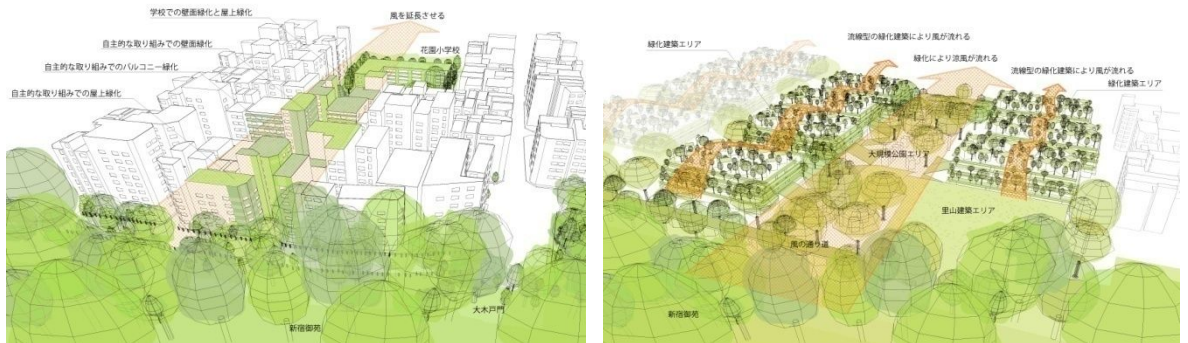 学校での壁面緑化と屋上緑化
風を延長させる
自主的な取り組みでの壁面緑化
花園小学校
自主的な取り組みでのバルコニー緑化
自主的な取り組みでの屋上緑化
大木戸門
新宿御苑
流線型の緑化建築により風が流れる
緑化建築エリア
緑化により涼風が流れる
流線型の緑化建築により風が流れる
緑化建築エリア
大規模公園エリア
里山建築エリア
風の通り道
新宿御苑